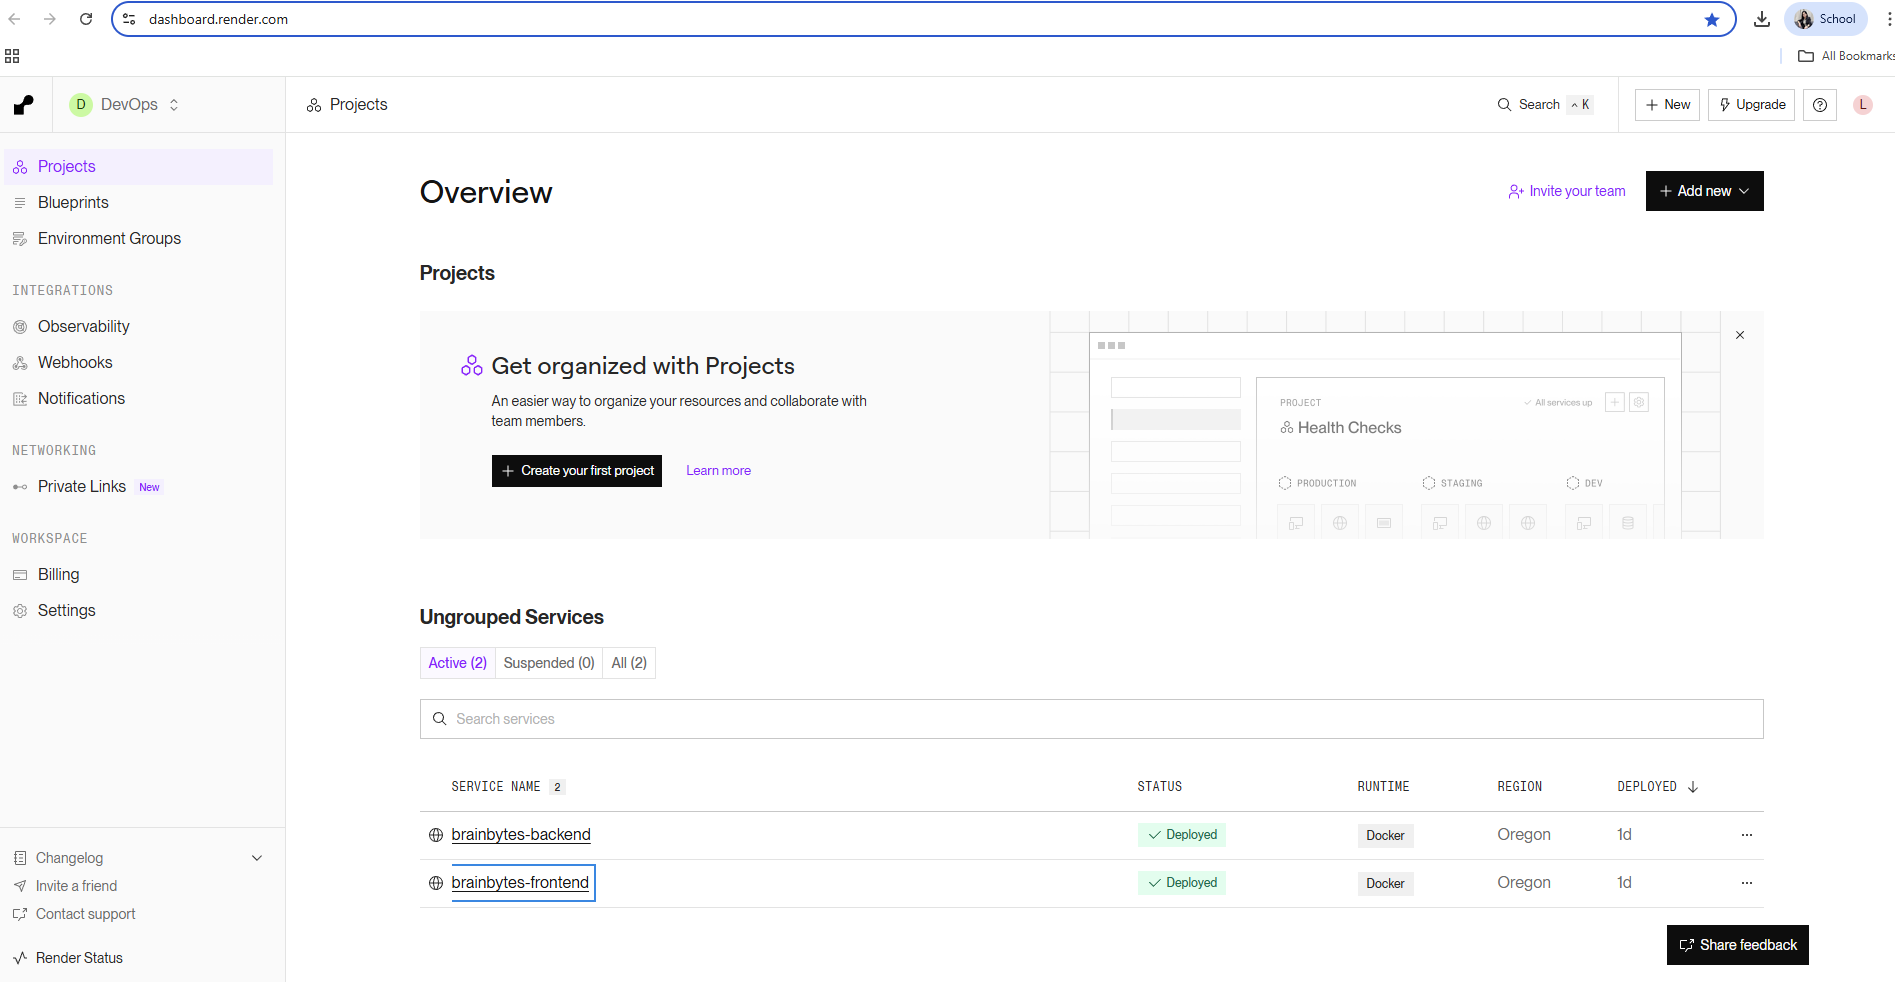 dashboard.render.com
School
All Bookmarks
D DevOps
Projects
Search ^ K
+ New
Upgrade
L
Projects
Blueprints
Environment Groups
INTEGRATIONS
Observability
Webhooks
Notifications
NETWORKING
Private Links New
WORKSPACE
Billing
Settings
Changelog
Invite a friend
Contact support
Render Status
Overview
Invite your team
+ Add new
Projects
Get organized with Projects
An easier way to organize your resources and collaborate with
team members.
+ Create your first project
Learn more
PROJECT
All services up
Health Checks
PRODUCTION
STAGING
DEV
Ungrouped Services
Active (2)
Suspended (0)
All (2)
Search services
SERVICE NAME 2 STATUS RUNTIME REGION DEPLOYED
brainbytes-backend Deployed Docker Oregon 1d
brainbytes-frontend Deployed Docker Oregon 1d
Share feedback